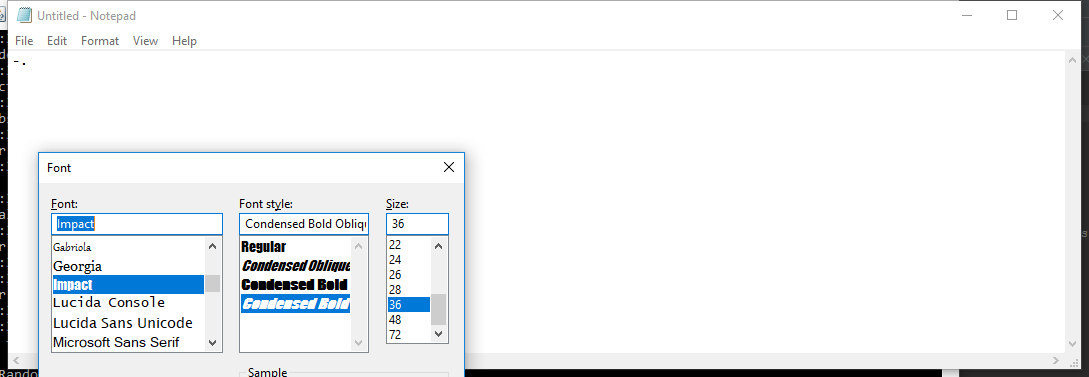 Untitled - Notepad
File Edit Format View Help
-.
Font
Font: Font style: Size:
Impact Condensed Bold Obliq 36
Gabriola
Georgia
Impact
Lucida Console
Lucida Sans Unicode
Microsoft Sans Serif
Regular
Condensed Oblique
Condensed Bold
Condensed Bold
22
24
26
28
36
48
72
Sample
Rando